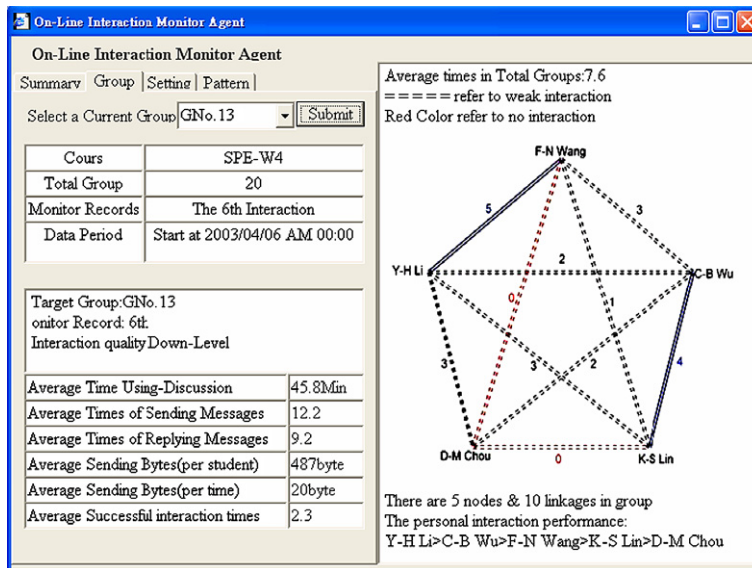 On-Line Interaction Monitor Agent
On-Line Interaction Monitor Agent
Summary Group Setting Pattern
Select a Current Group GNo.13 Submit
Cours SPE-W4
Total Group 20
Monitor Records The 6th Interaction
Data Period Start at 2003/04/06 AM 00:00
Target Group:GNo.13
onitor Record: 6th
Interaction quality Down-Level
Average Time Using-Discussion 45.8Min
Average Times of Sending Messages 12.2
Average Times of Replying Messages 9.2
Average Sending Bytes(per student) 487byte
Average Sending Bytes(per time) 20byte
Average Successful interaction times 2.3
Average times in Total Groups:7.6
===== refer to weak interaction
Red Color refer to no interaction
F-N Wang
5
3
2
Y-H Li
C-B Wu
0
1
3
3
2
4
D-M Chou
0
K-S Lin
There are 5 nodes & 10 linkages in group
The personal interaction performance:
Y-H Li>C-B Wu>F-N Wang>K-S Lin>D-M Chou